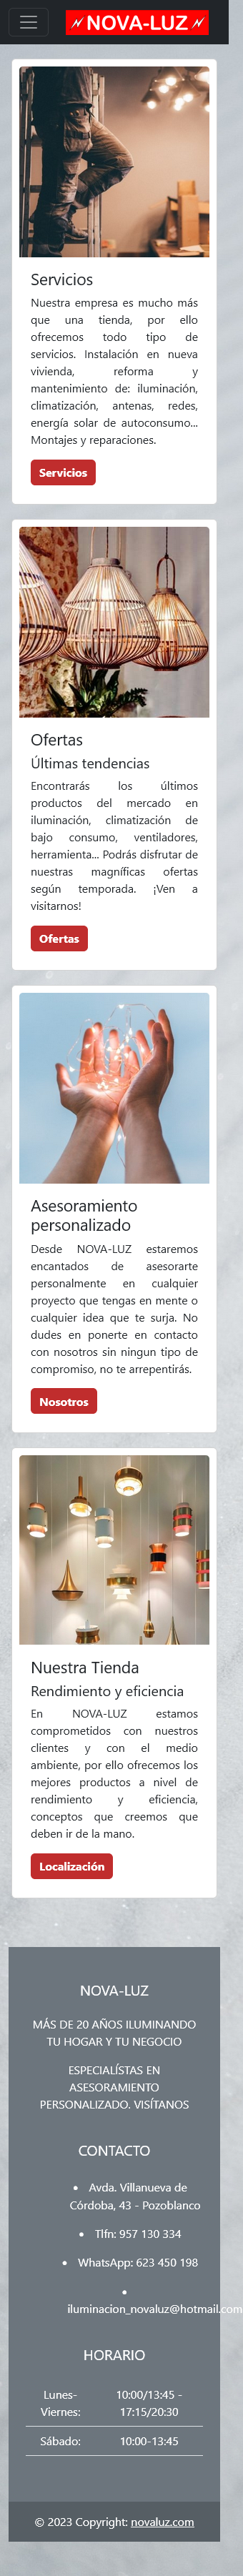 NOVA-LUZ
Servicios
Nuestra empresa es mucho más
que una tienda, por ello
ofrecemos todo tipo de
servicios. Instalación en nueva
vivienda, reforma y
mantenimiento de: iluminación,
climatización, antenas, redes,
energía solar de autoconsumo...
Montajes y reparaciones.
Servicios
Ofertas
Últimas tendencias
Encontrarás los últimos
productos del mercado en
iluminación, climatización de
bajo consumo, ventiladores,
herramienta... Podrás disfrutar de
nuestras magníficas ofertas
según temporada. ¡Ven a
visitarnos!
Ofertas
Asesoramiento
personalizado
Desde NOVA-LUZ estaremos
encantados de asesorarte
personalmente en cualquier
proyecto que tengas en mente o
cualquier idea que te surja. No
dudes en ponerte en contacto
con nosotros sin ningun tipo de
compromiso, no te arrepentirás.
Nosotros
Nuestra Tienda
Rendimiento y eficiencia
En NOVA-LUZ estamos
comprometidos con nuestros
clientes y con el medio
ambiente, por ello ofrecemos los
mejores productos a nivel de
rendimiento y eficiencia,
conceptos que creemos que
deben ir de la mano.
Localización
NOVA-LUZ
MÁS DE 20 AÑOS ILUMINANDO
TU HOGAR Y TU NEGOCIO
ESPECIALÍSTAS EN
ASESORAMIENTO
PERSONALIZADO. VISÍTANOS
CONTACTO
• Avda. Villanueva de
Córdoba, 43 - Pozoblanco
• Tlfn: 957 130 334
• WhatsApp: 623 450 198
•
iluminacion_novaluz@hotmail.com
HORARIO
Lunes- 10:00/13:45 -
Viernes: 17:15/20:30
Sábado: 10:00-13:45
© 2023 Copyright: novaluz.com